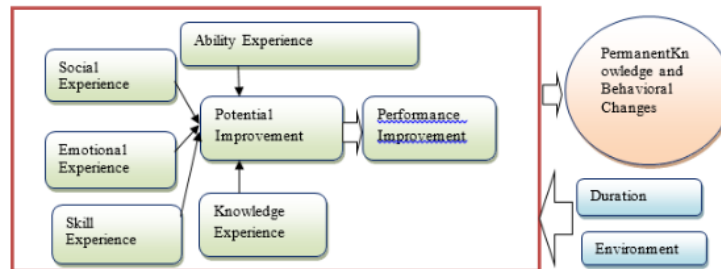 Ability Experience
Social
Experience
Potential
Improvement
Performance
Improvement
Emotional
Experience
Skill
Experience
Knowledge
Experience
PermanentKn
owledge and
Behavioral
Changes
Duration
Environment